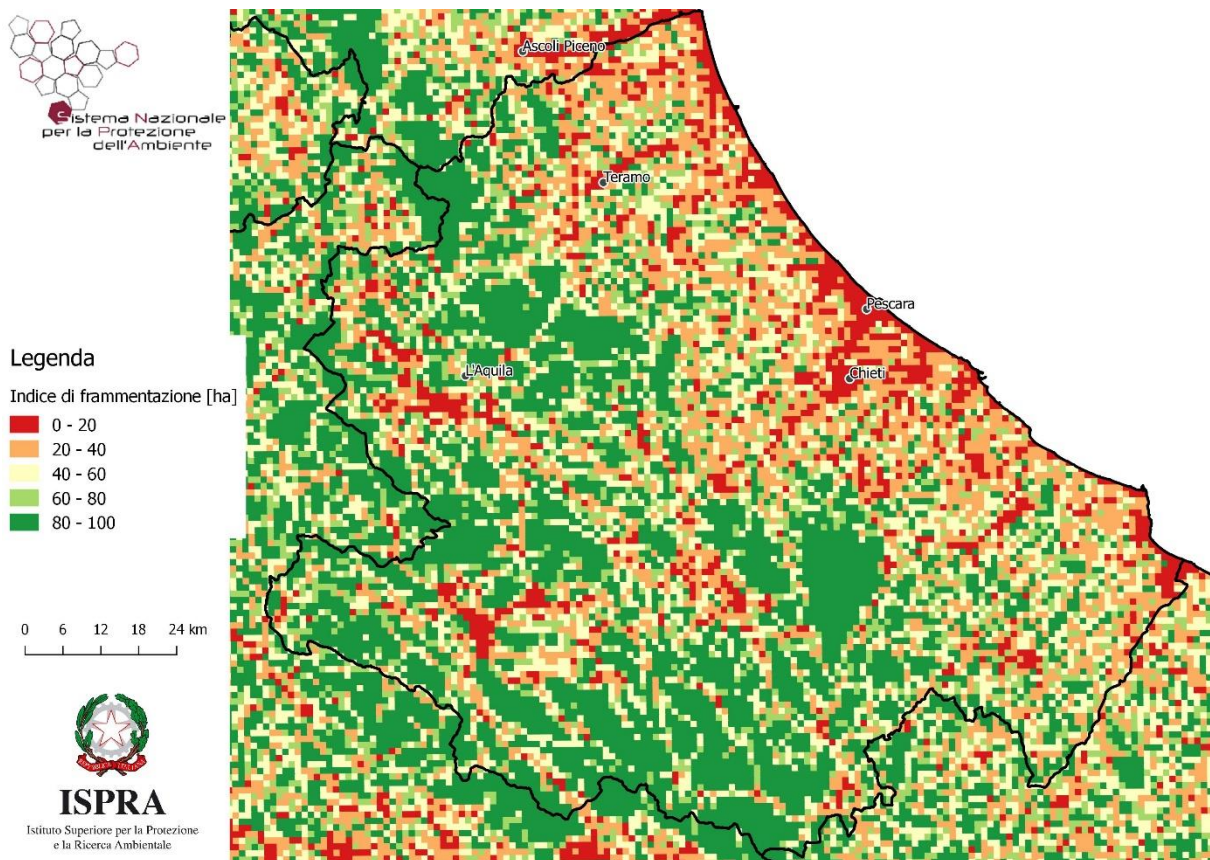 Sistema Nazionale
per la Protezione
dell'Ambiente
Ascoli Piceno
Teramo
Pescara
L'Aquila
Chieti
Legenda
Indice di frammentazione [ha]
0 - 20
20 - 40
40 - 60
60 - 80
80 - 100
0 6 12 18 24 km
REPVBBLICA ITALIANA
ISPRA
Istituto Superiore per la Protezione
e la Ricerca Ambientale